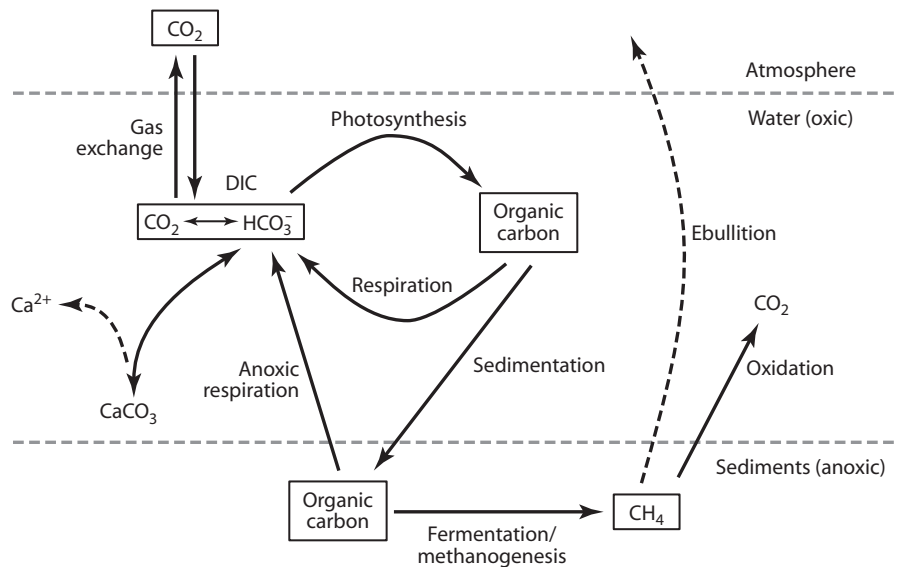 CO₂
Atmosphere
Water (oxic)
Gas
exchange
Photosynthesis
DIC
CO₂ HCO₃⁻
Organic
carbon
Ebullition
Respiration
Ca²⁺
CO₂
Anoxic
respiration
Sedimentation
Oxidation
CaCO₃
Sediments (anoxic)
Organic
carbon
CH₄
Fermentation/
methanogenesis